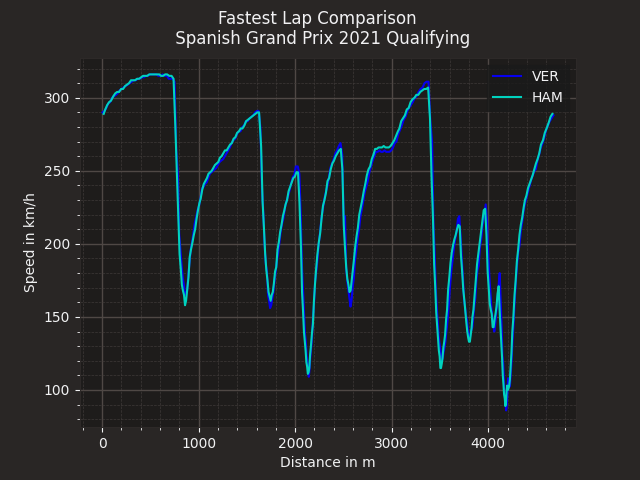 Fastest Lap Comparison
Spanish Grand Prix 2021 Qualifying
VER
HAM
300
250
200
150
100
Speed in km/h
0
1000
2000
3000
4000
Distance in m